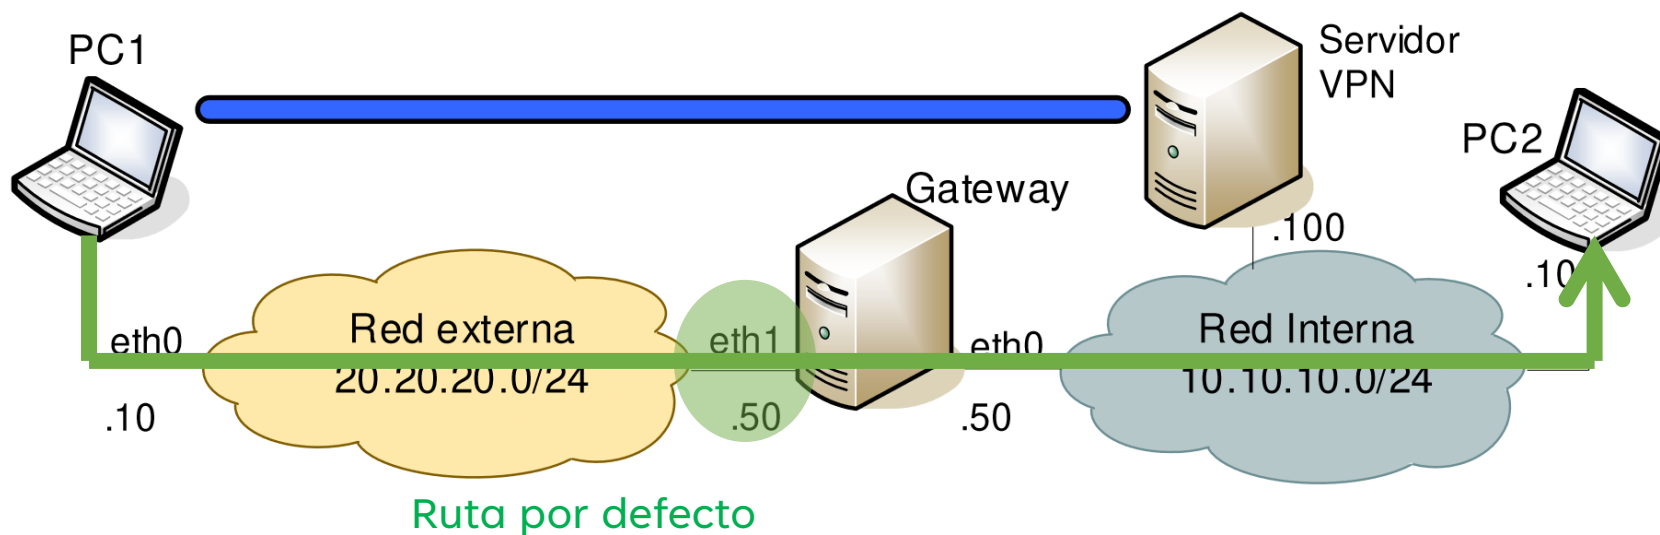 PC1
Servidor
VPN
PC2
Gateway
.100
.10
eth0
Red externa
20.20.20.0/24
.10
eth1
.50
eth0
.50
Red Interna
10.10.10.0/24
Ruta por defecto